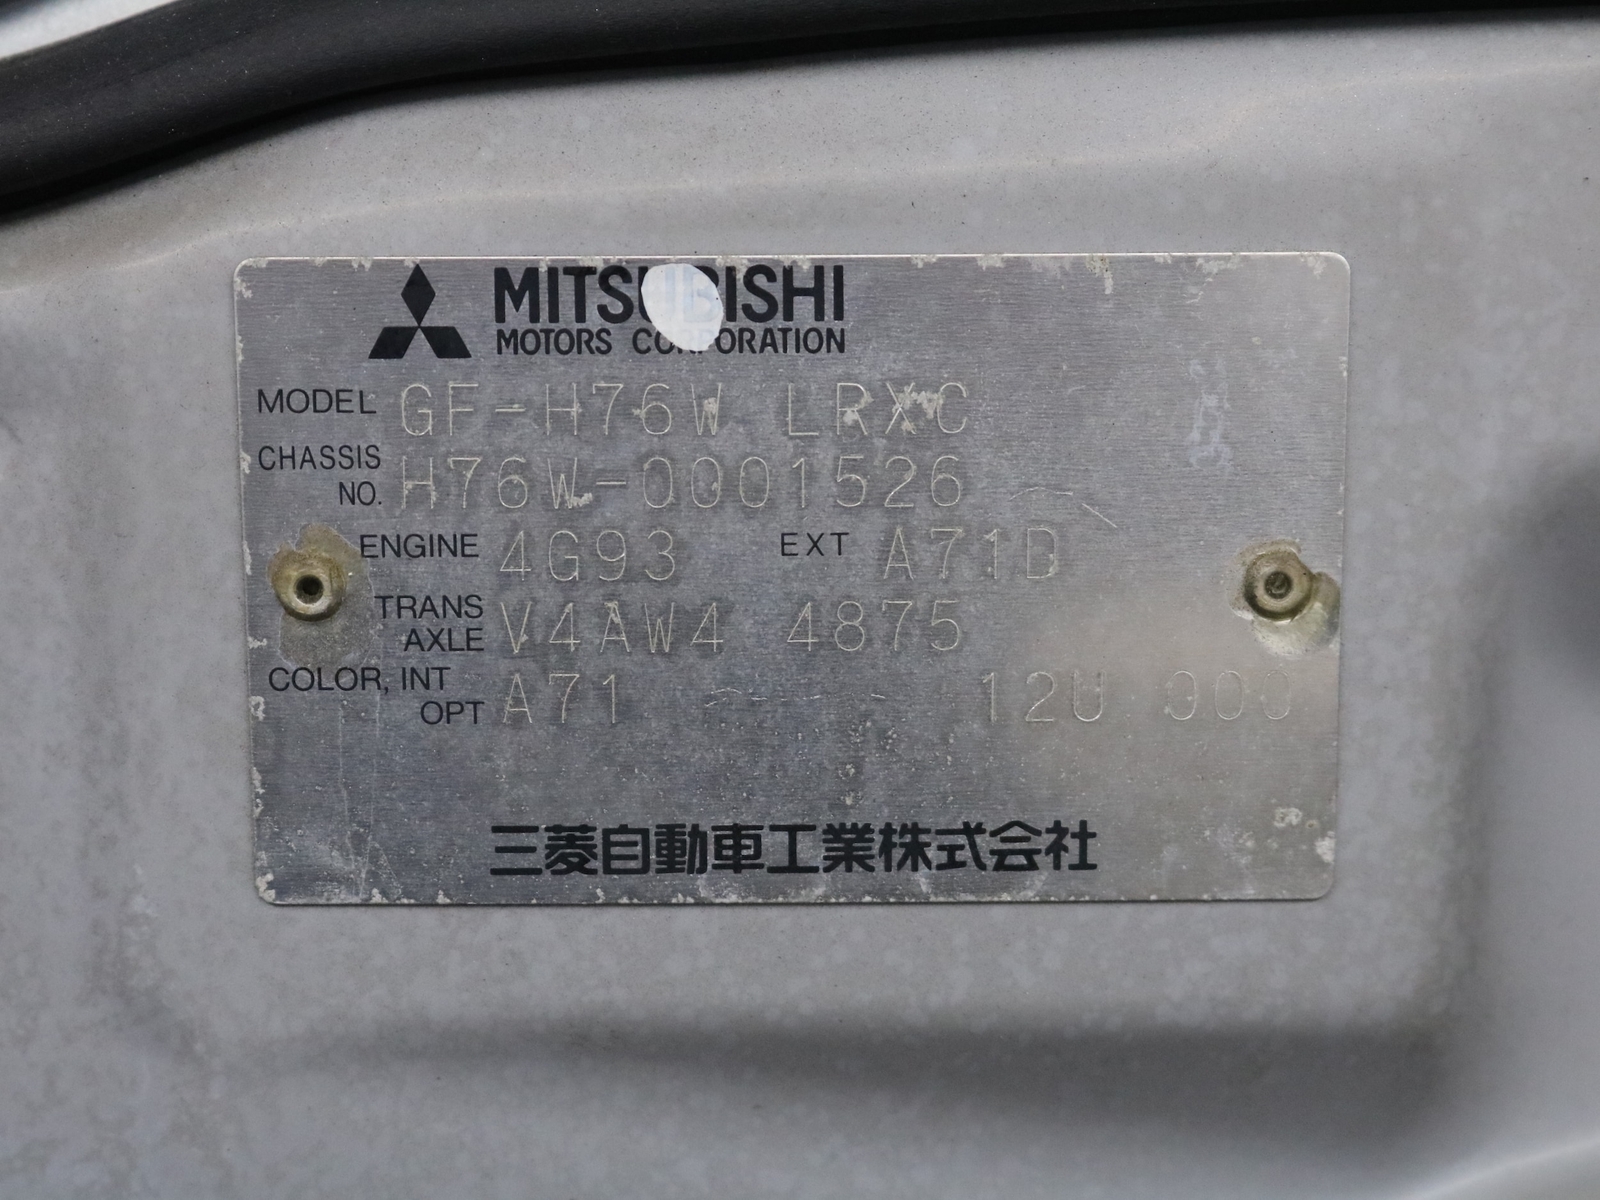 MITSUBISHI
MOTORS CORPORATION
MODEL GF-H76W LRXC
CHASSIS NO. H76W-0001526
ENGINE 4G93 EXT A71D
TRANS AXLE V4AW4 4875
COLOR, INT OPT A71 12U 000
三菱自動車工業株式会社